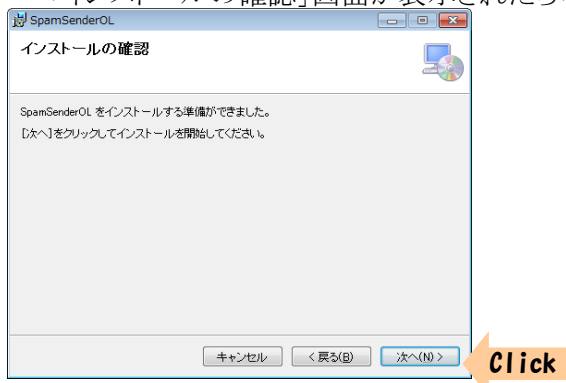 インストールの確認」画面が表示されたら
SpamSenderOL
インストールの確認
SpamSenderOL をインストールする準備ができました。
[次へ]をクリックしてインストールを開始してください。
キャンセル
< 戻る(B)
次へ(N) >
Click